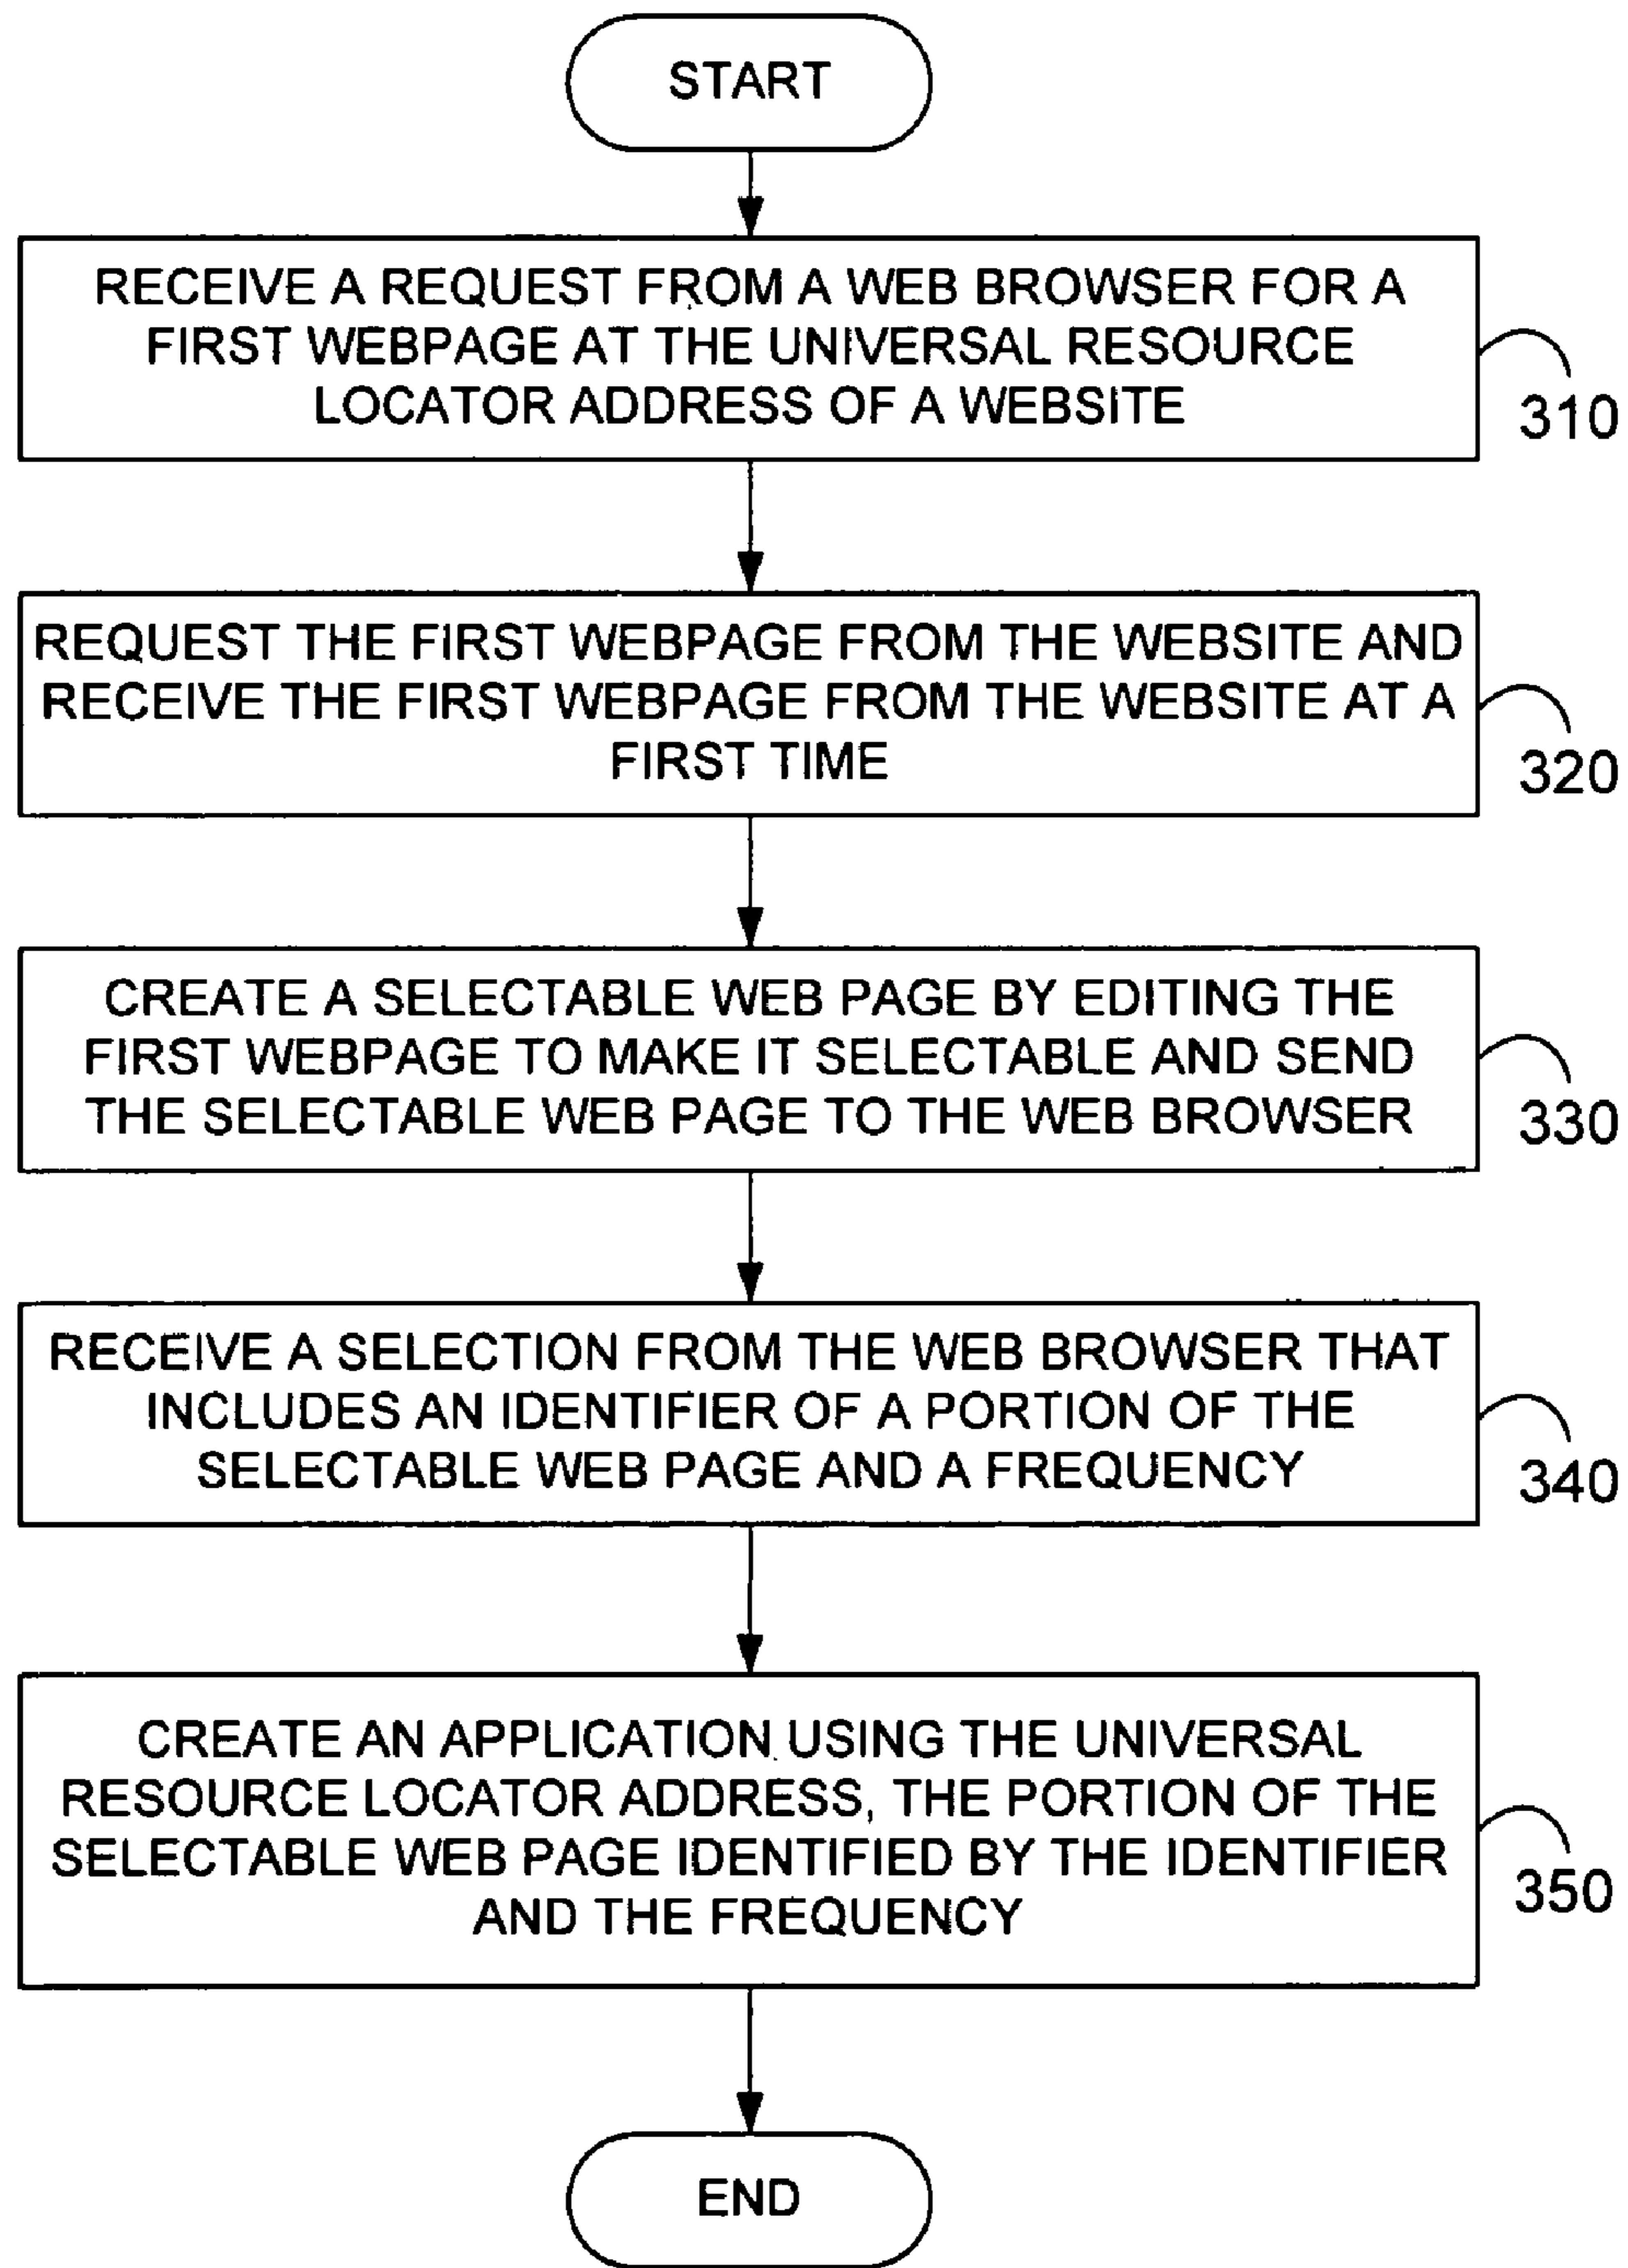 START
RECEIVE A REQUEST FROM A WEB BROWSER FOR A
FIRST WEBPAGE AT THE UNIVERSAL RESOURCE
LOCATOR ADDRESS OF A WEBSITE
310
REQUEST THE FIRST WEBPAGE FROM THE WEBSITE AND
RECEIVE THE FIRST WEBPAGE FROM THE WEBSITE AT A
FIRST TIME
320
CREATE A SELECTABLE WEB PAGE BY EDITING THE
FIRST WEBPAGE TO MAKE IT SELECTABLE AND SEND
THE SELECTABLE WEB PAGE TO THE WEB BROWSER
330
RECEIVE A SELECTION FROM THE WEB BROWSER THAT
INCLUDES AN IDENTIFIER OF A PORTION OF THE
SELECTABLE WEB PAGE AND A FREQUENCY
340
CREATE AN APPLICATION USING THE UNIVERSAL
RESOURCE LOCATOR ADDRESS, THE PORTION OF THE
SELECTABLE WEB PAGE IDENTIFIED BY THE IDENTIFIER
AND THE FREQUENCY
350
END